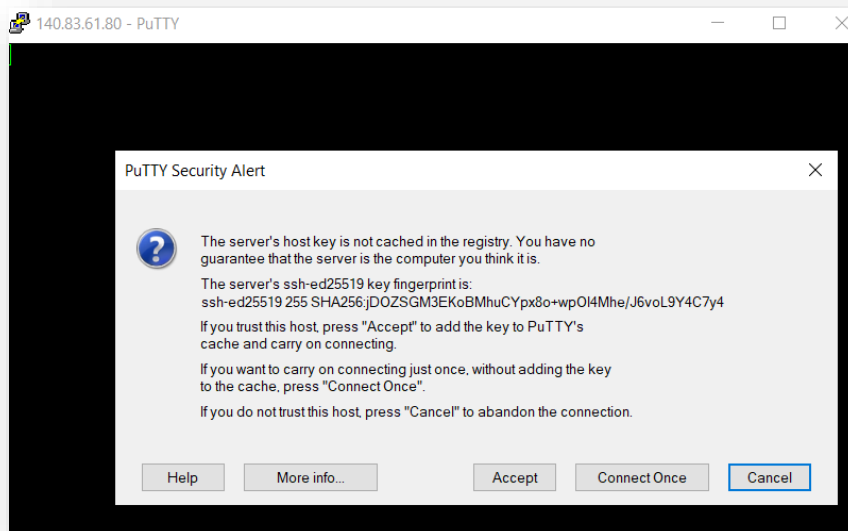 140.83.61.80 - PuTTY
PuTTY Security Alert
The server's host key is not cached in the registry. You have no
guarantee that the server is the computer you think it is.
The server's ssh-ed25519 key fingerprint is:
ssh-ed25519 255 SHA256:jDOZSGM3EKoBMhuCYpx8o+wpOl4Mhe/J6voL9Y4C7y4
If you trust this host, press "Accept" to add the key to PuTTY's
cache and carry on connecting.
If you want to carry on connecting just once, without adding the key
to the cache, press "Connect Once".
If you do not trust this host, press "Cancel" to abandon the connection.
Help
More info...
Accept
Connect Once
Cancel